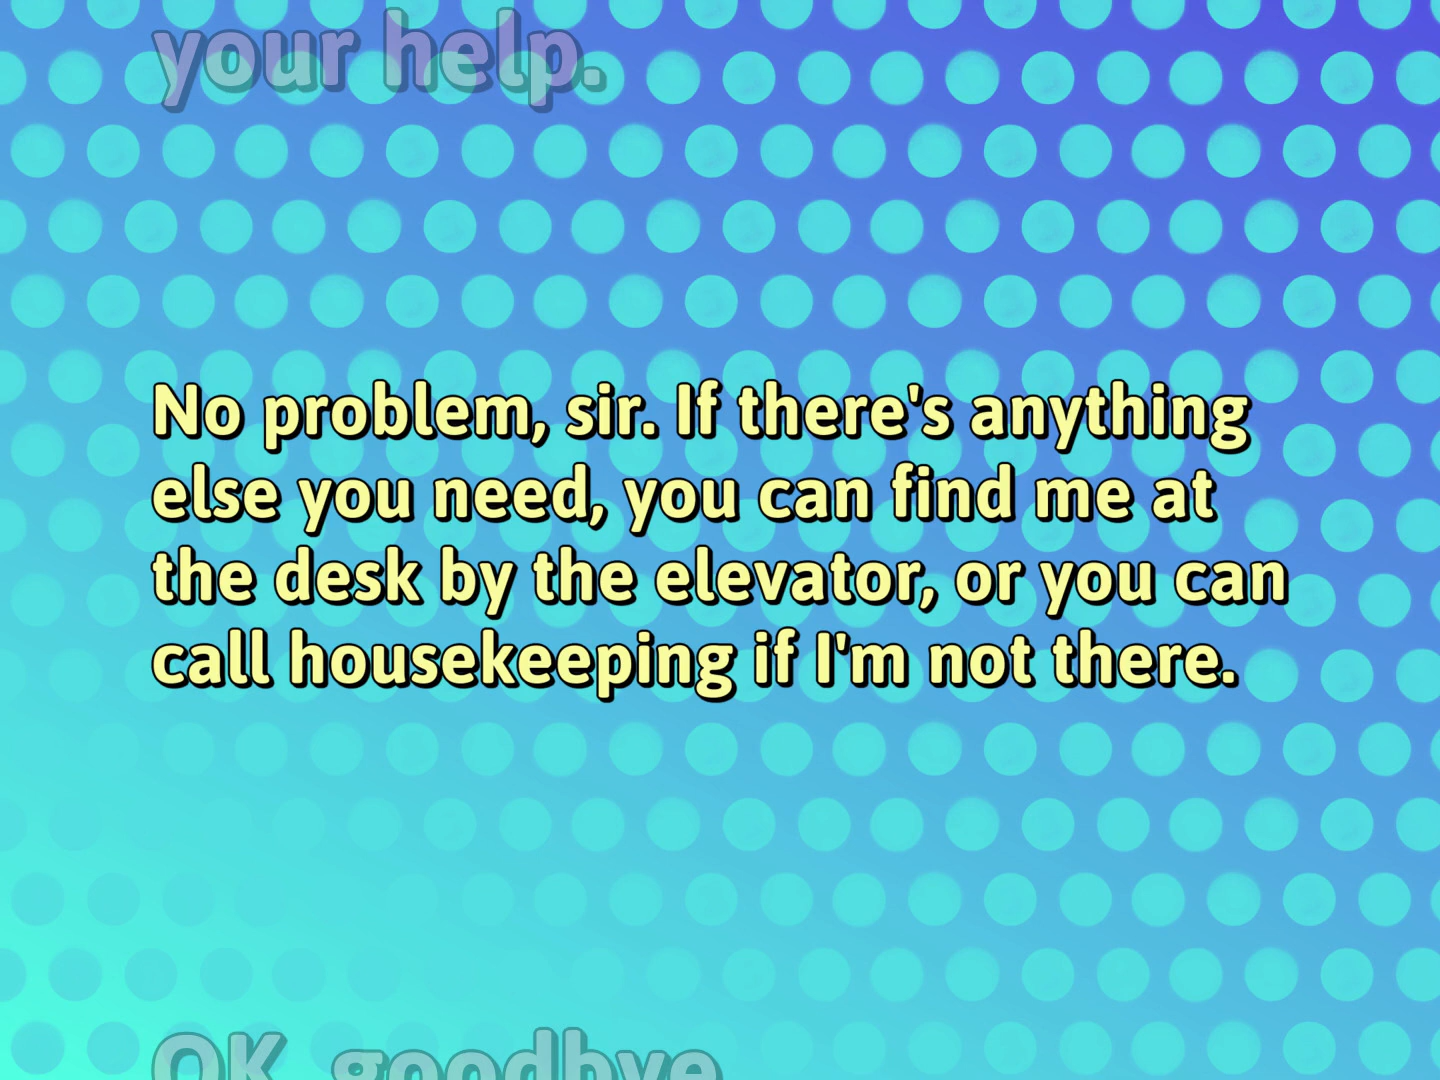 your help.
No problem, sir. If there's anything
else you need, you can find me at
the desk by the elevator, or you can
call housekeeping if I'm not there.
OK, goodbye